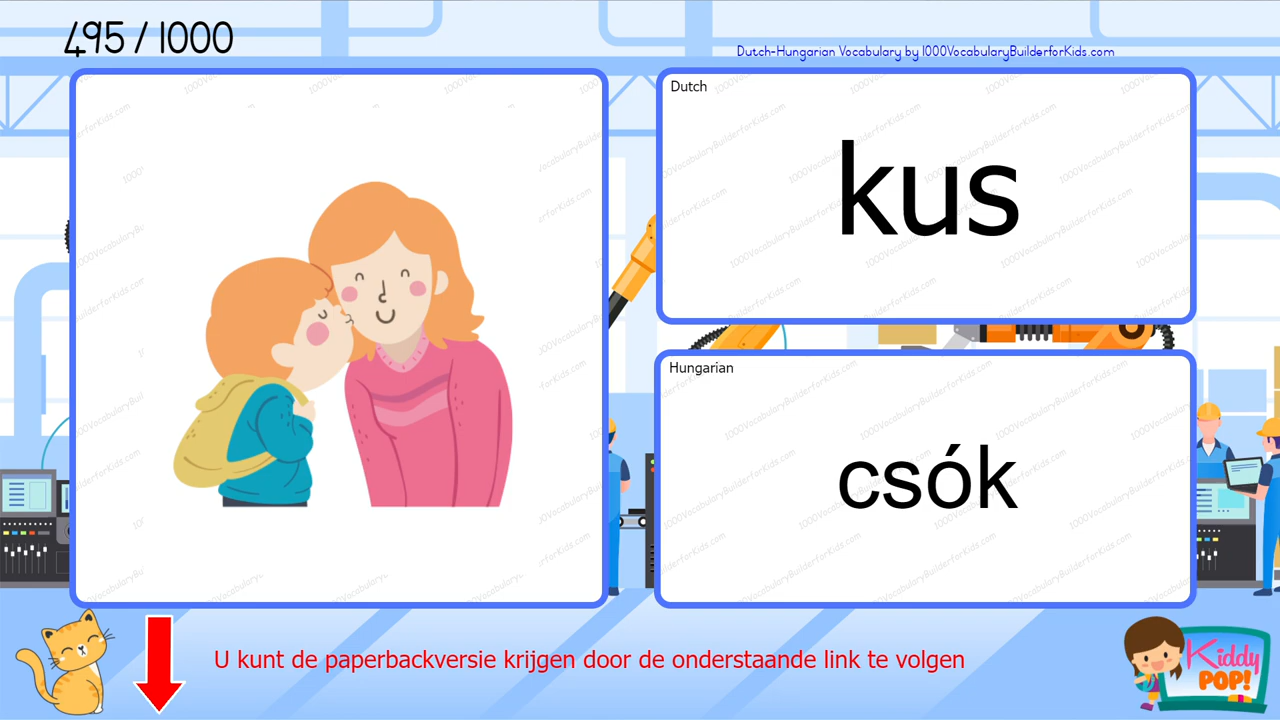 495 / 1000
Dutch-Hungarian Vocabulary by 1000VocabularyBuilderforKids.com
Dutch
kus
Hungarian
csók
U kunt de paperbackversie krijgen door de onderstaande link te volgen
Kiddy
POP!